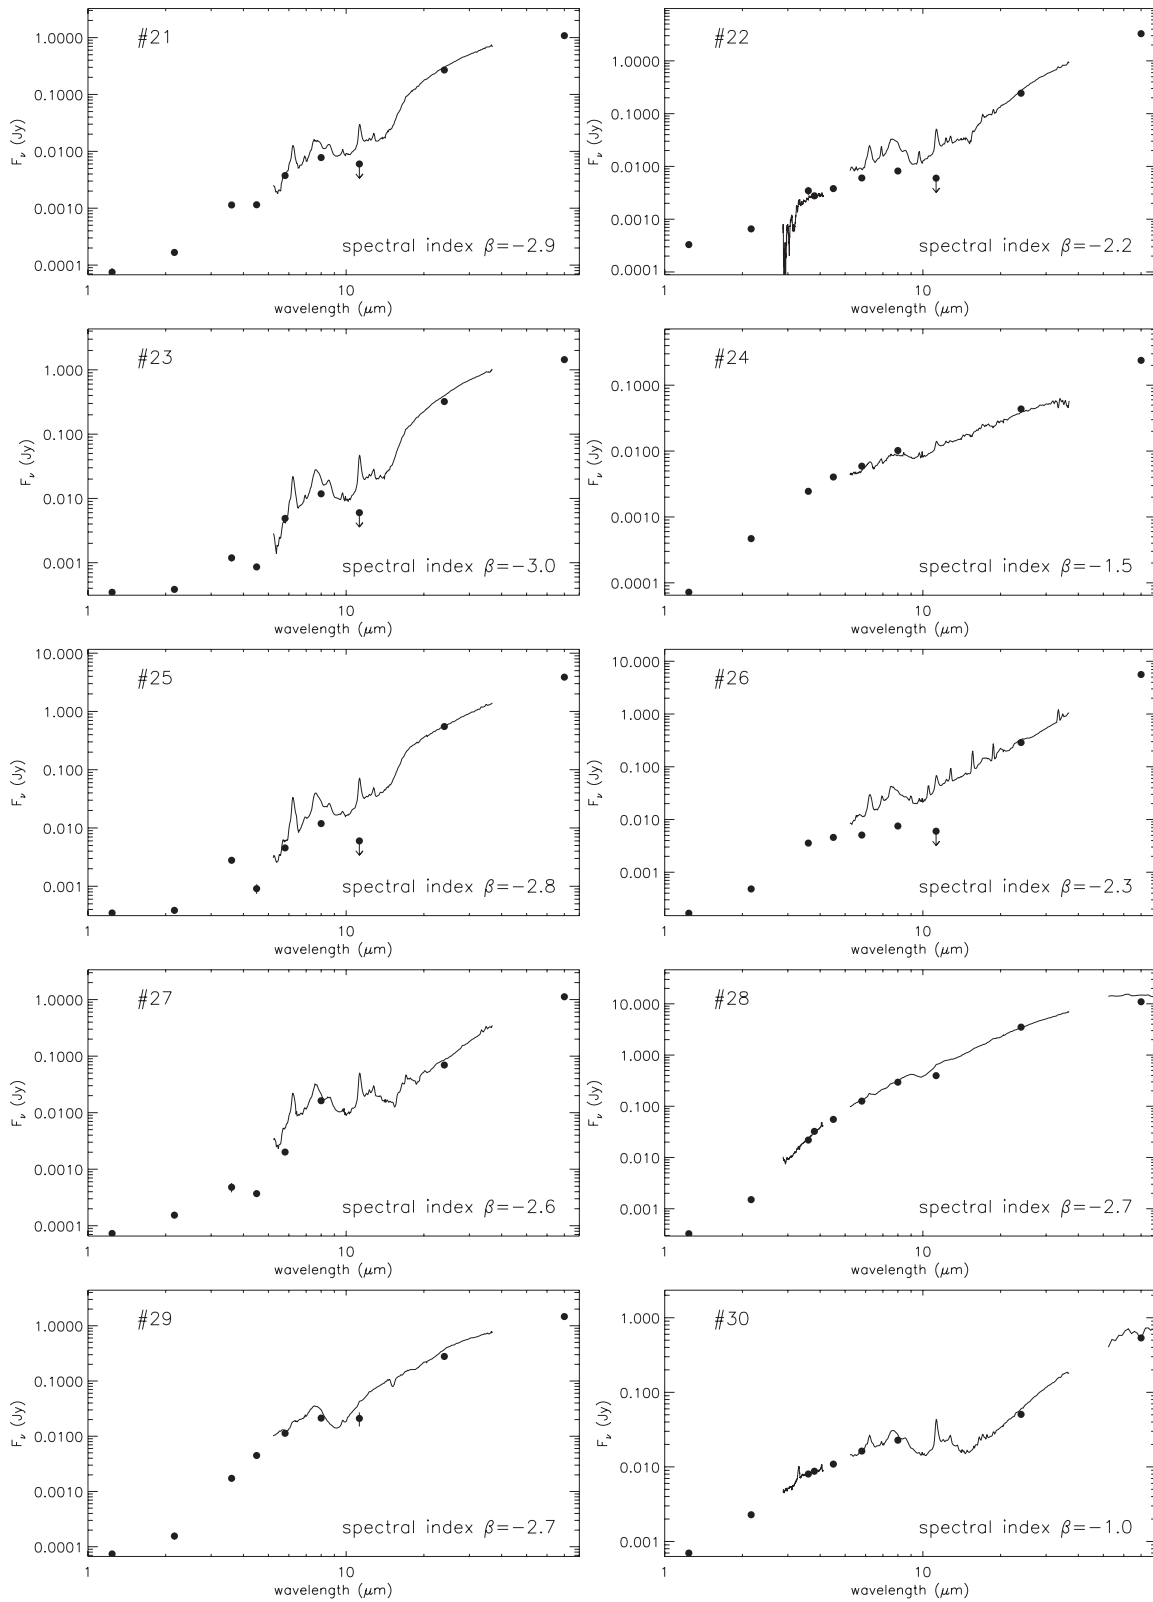 #21
1.0000
0.1000
0.0100
0.0010
0.0001
Fν (Jy)
spectral index β=−2.9
1
10
wavelength (μm)
#22
1.0000
0.1000
0.0100
0.0010
0.0001
Fν (Jy)
spectral index β=−2.2
1
10
wavelength (μm)
#23
1.000
0.100
0.010
0.001
Fν (Jy)
spectral index β=−3.0
1
10
wavelength (μm)
#24
0.1000
0.0100
0.0010
0.0001
Fν (Jy)
spectral index β=−1.5
1
10
wavelength (μm)
#25
10.000
1.000
0.100
0.010
0.001
Fν (Jy)
spectral index β=−2.8
1
10
wavelength (μm)
#26
10.000
1.000
0.100
0.010
0.001
Fν (Jy)
spectral index β=−2.3
1
10
wavelength (μm)
#27
1.0000
0.1000
0.0100
0.0010
0.0001
Fν (Jy)
spectral index β=−2.6
1
10
wavelength (μm)
#28
10.000
1.000
0.100
0.010
0.001
Fν (Jy)
spectral index β=−2.7
1
10
wavelength (μm)
#29
1.0000
0.1000
0.0100
0.0010
0.0001
Fν (Jy)
spectral index β=−2.7
1
10
wavelength (μm)
#30
1.000
0.100
0.010
0.001
Fν (Jy)
spectral index β=−1.0
1
10
wavelength (μm)